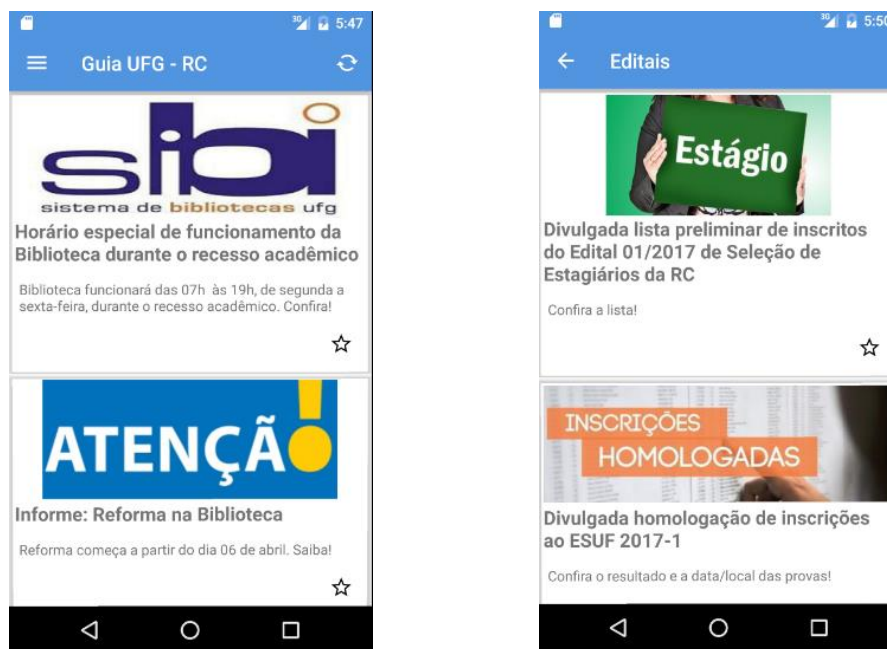 3G 5:47
Guia UFG - RC
sibi
sistema de bibliotecas ufg
Horário especial de funcionamento da
Biblioteca durante o recesso acadêmico
Biblioteca funcionará das 07h às 19h, de segunda a
sexta-feira, durante o recesso acadêmico. Confira!
ATENÇÃO!
Informe: Reforma na Biblioteca
Reforma começa a partir do dia 06 de abril. Saiba!
3G 5:50
Editais
Estágio
Divulgada lista preliminar de inscritos
do Edital 01/2017 de Seleção de
Estagiários da RC
Confira a lista!
INSCRIÇÕES
HOMOLOGADAS
Divulgada homologação de inscrições
ao ESUF 2017-1
Confira o resultado e a data/local das provas!